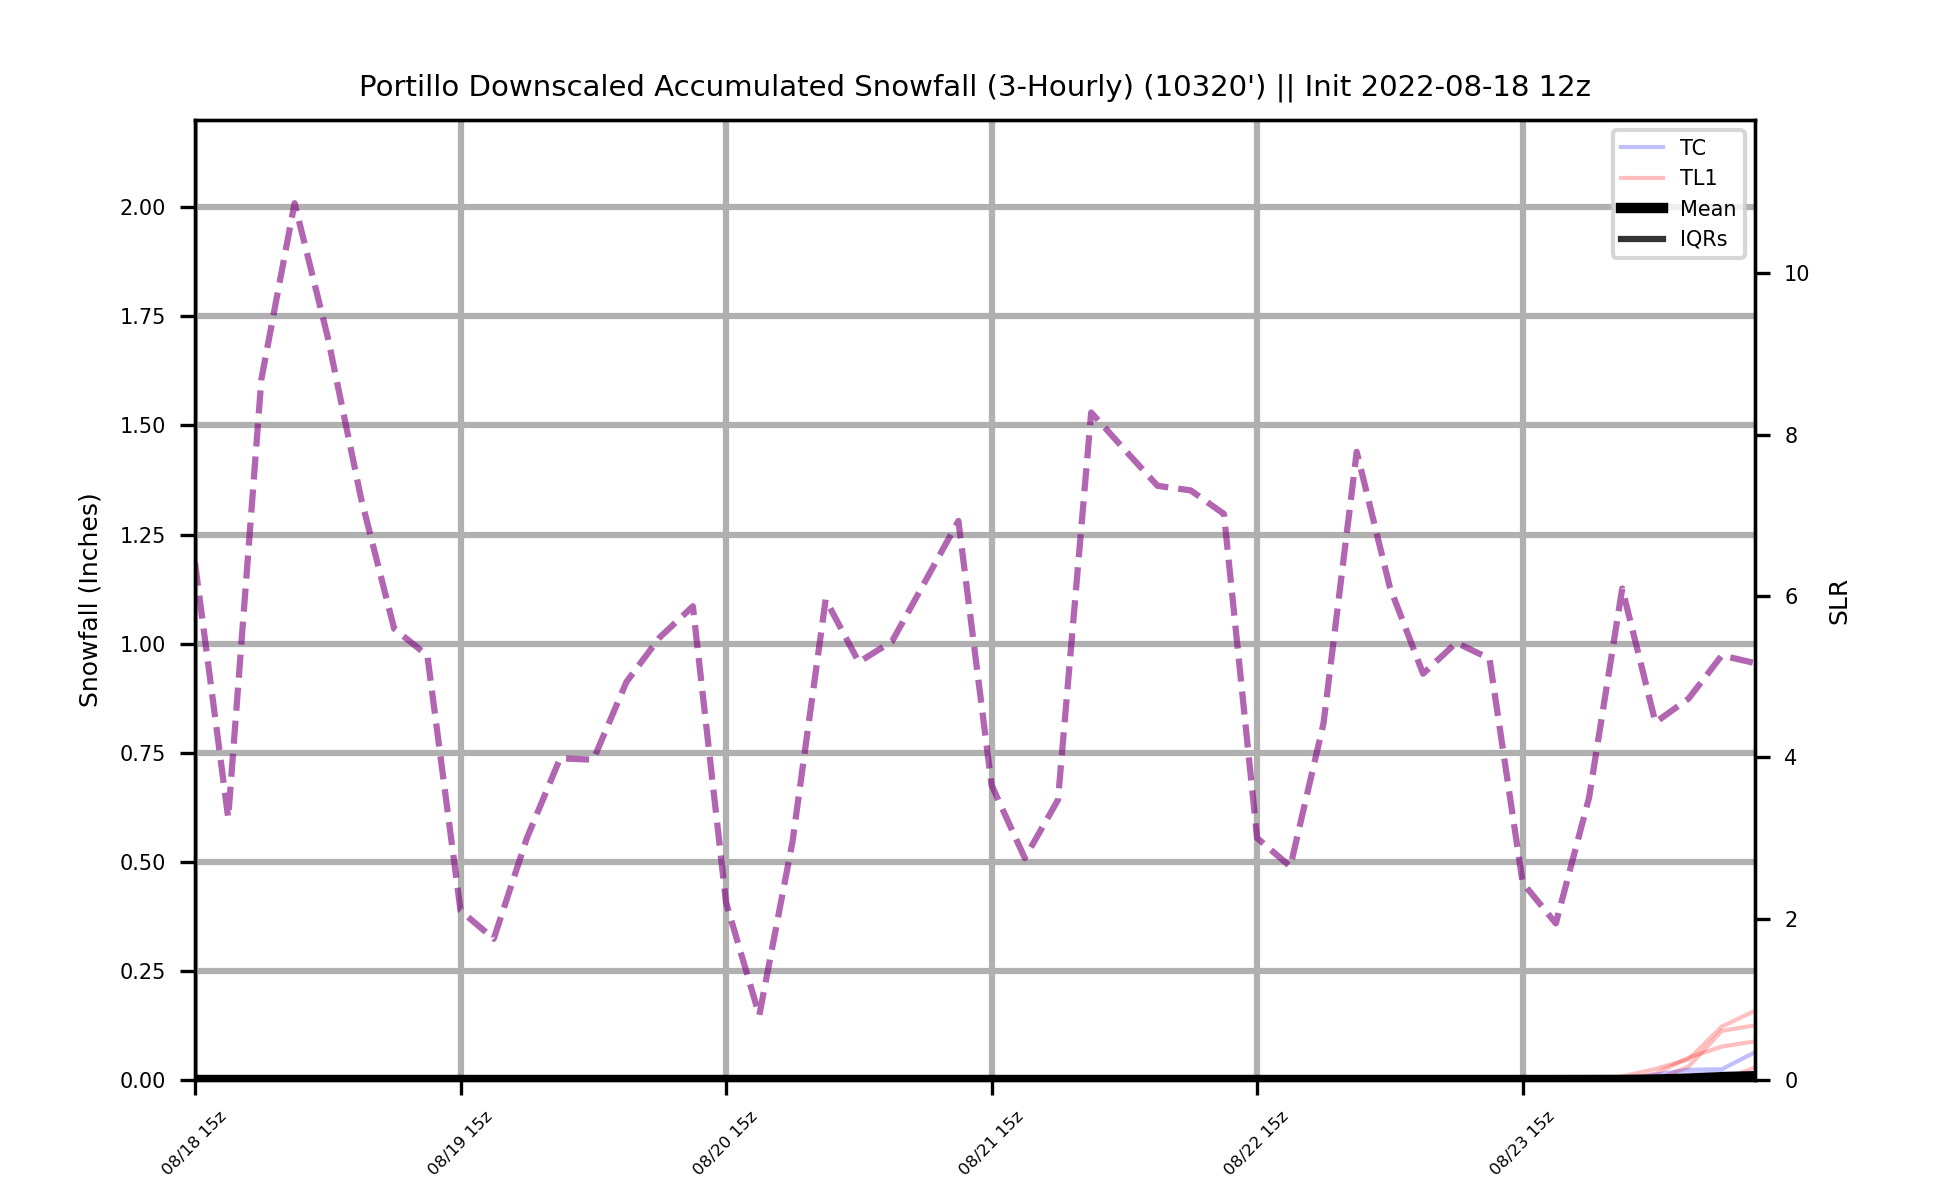 Portillo Downscaled Accumulated Snowfall (3-Hourly) (10320') || Init 2022-08-18 12z
TC
TL1
Mean
IQRs
Snowfall (Inches)
2.00
1.75
1.50
1.25
1.00
0.75
0.50
0.25
0.00
10
8
6
4
2
0
SLR
08/18 15z
08/19 15z
08/20 15z
08/21 15z
08/22 15z
08/23 15z